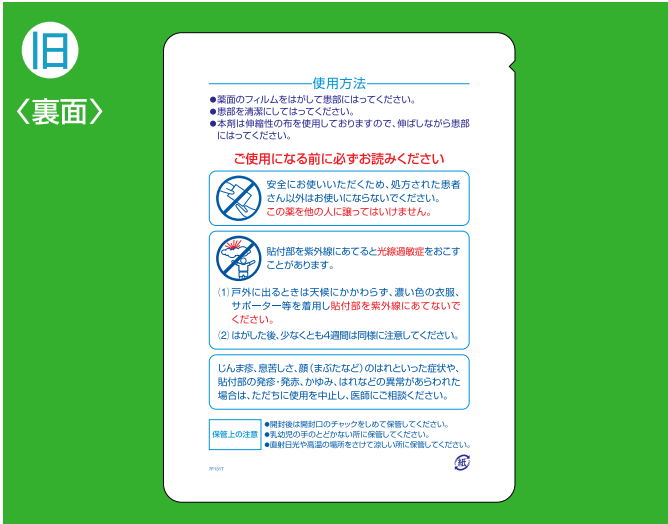 旧
〈裏面〉
使用方法
●薬面のフィルムをはがして患部にはってください。
●患部を清潔にしてはってください。
●本剤は伸縮性の布を使用しておりますので、伸ばしながら患部
にはってください。
ご使用になる前に必ずお読みください
安全にお使いいただくため、処方された患者
さん以外はお使いにならないでください。
この薬を他の人に譲ってはいけません。
貼付部を紫外線にあてると光線過敏症をおこす
ことがあります。
(1)戸外に出るときは天候にかかわらず、濃い色の衣服、
サポーター等を着用し貼付部を紫外線にあてないで
ください。
(2)はがした後、少なくとも4週間は同様に注意してください。
じんま疹、息苦しさ、顔(まぶたなど)のはれといった症状や、
貼付部の発疹・発赤、かゆみ、はれなどの異常があらわれた
場合は、ただちに使用を中止し、医師にご相談ください。
保管上の注意
●開封後は開封口のチャックをしめて保管してください。
●乳幼児の手のとどかない所に保管してください。
●直射日光や高温の場所をさけて涼しい所に保管してください。
紙